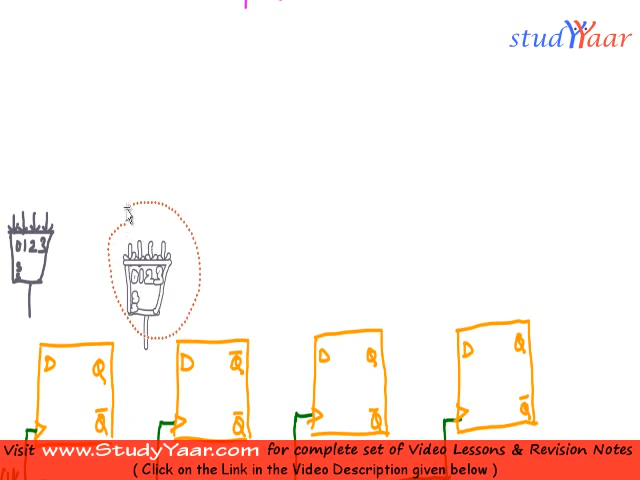 studYYaar
0123
S
S
0123
S
S
D Q
Q̅
D Q̅
Q̅
D Q
Q̅
D Q
Q̅
Visit www.StudyYaar.com for complete set of Video Lessons & Revision Notes
( Click on the Link in the Video Description given below )